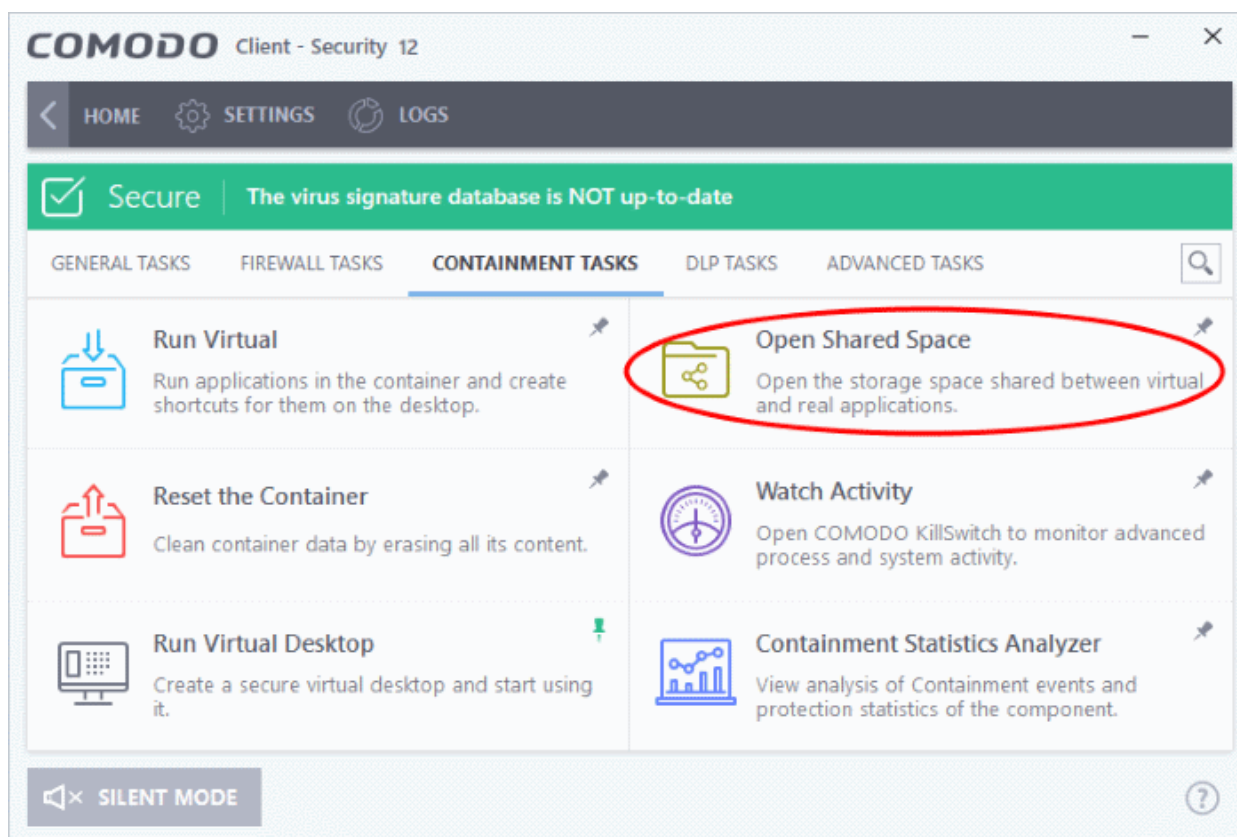 COMODO Client - Security 12
HOME SETTINGS LOGS
Secure The virus signature database is NOT up-to-date
GENERAL TASKS FIREWALL TASKS CONTAINMENT TASKS DLP TASKS ADVANCED TASKS
Run Virtual
Run applications in the container and create
shortcuts for them on the desktop.
Open Shared Space
Open the storage space shared between virtual
and real applications.
Reset the Container
Clean container data by erasing all its content.
Watch Activity
Open COMODO KillSwitch to monitor advanced
process and system activity.
Run Virtual Desktop
Create a secure virtual desktop and start using
it.
Containment Statistics Analyzer
View analysis of Containment events and
protection statistics of the component.
SILENT MODE
?